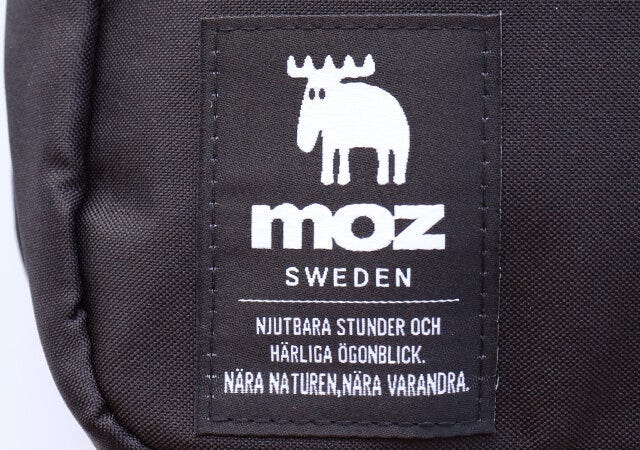 moz
SWEDEN
NJUTBARA STUNDER OCH
HÄRLIGA ÖGONBLICK.
NÄRA NATUREN,NÄRA VARANDRA.